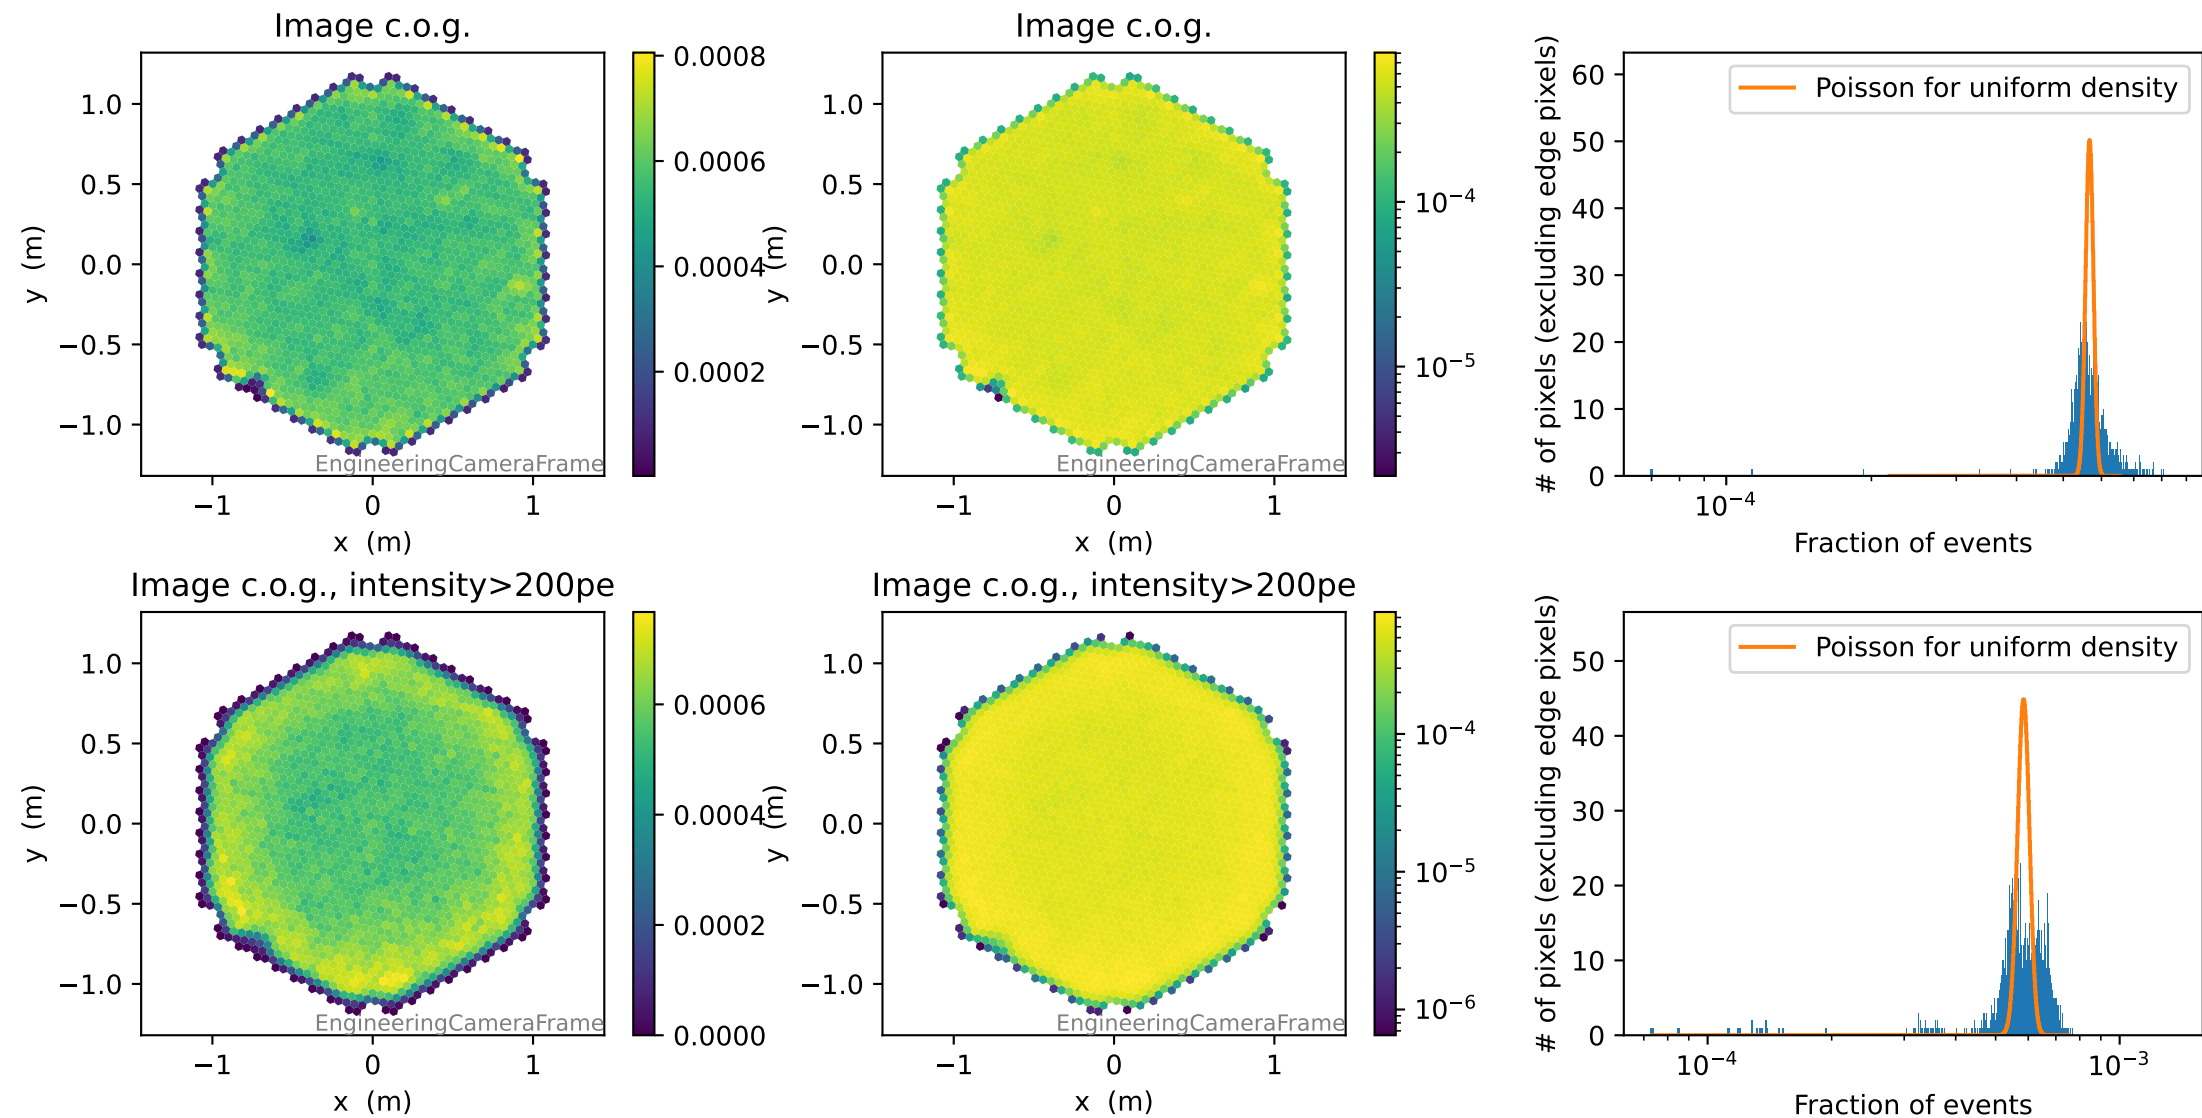 Image c.o.g.
1.0
0.5
0.0
−0.5
−1.0
y (m)
−1
0
1
x (m)
EngineeringCameraFrame
0.0008
0.0006
0.0004
0.0002
Image c.o.g.
1.0
0.5
0.0
−0.5
−1.0
y (m)
−1
0
1
x (m)
EngineeringCameraFrame
10⁻⁴
10⁻⁵
# of pixels (excluding edge pixels)
60
50
40
30
20
10
0
Poisson for uniform density
10⁻⁴
Fraction of events
Image c.o.g., intensity>200pe
1.0
0.5
0.0
−0.5
−1.0
y (m)
−1
0
1
x (m)
EngineeringCameraFrame
0.0006
0.0004
0.0002
0.0000
Image c.o.g., intensity>200pe
1.0
0.5
0.0
−0.5
−1.0
y (m)
−1
0
1
x (m)
EngineeringCameraFrame
10⁻⁴
10⁻⁵
10⁻⁶
# of pixels (excluding edge pixels)
50
40
30
20
10
0
Poisson for uniform density
10⁻⁴
10⁻³
Fraction of events